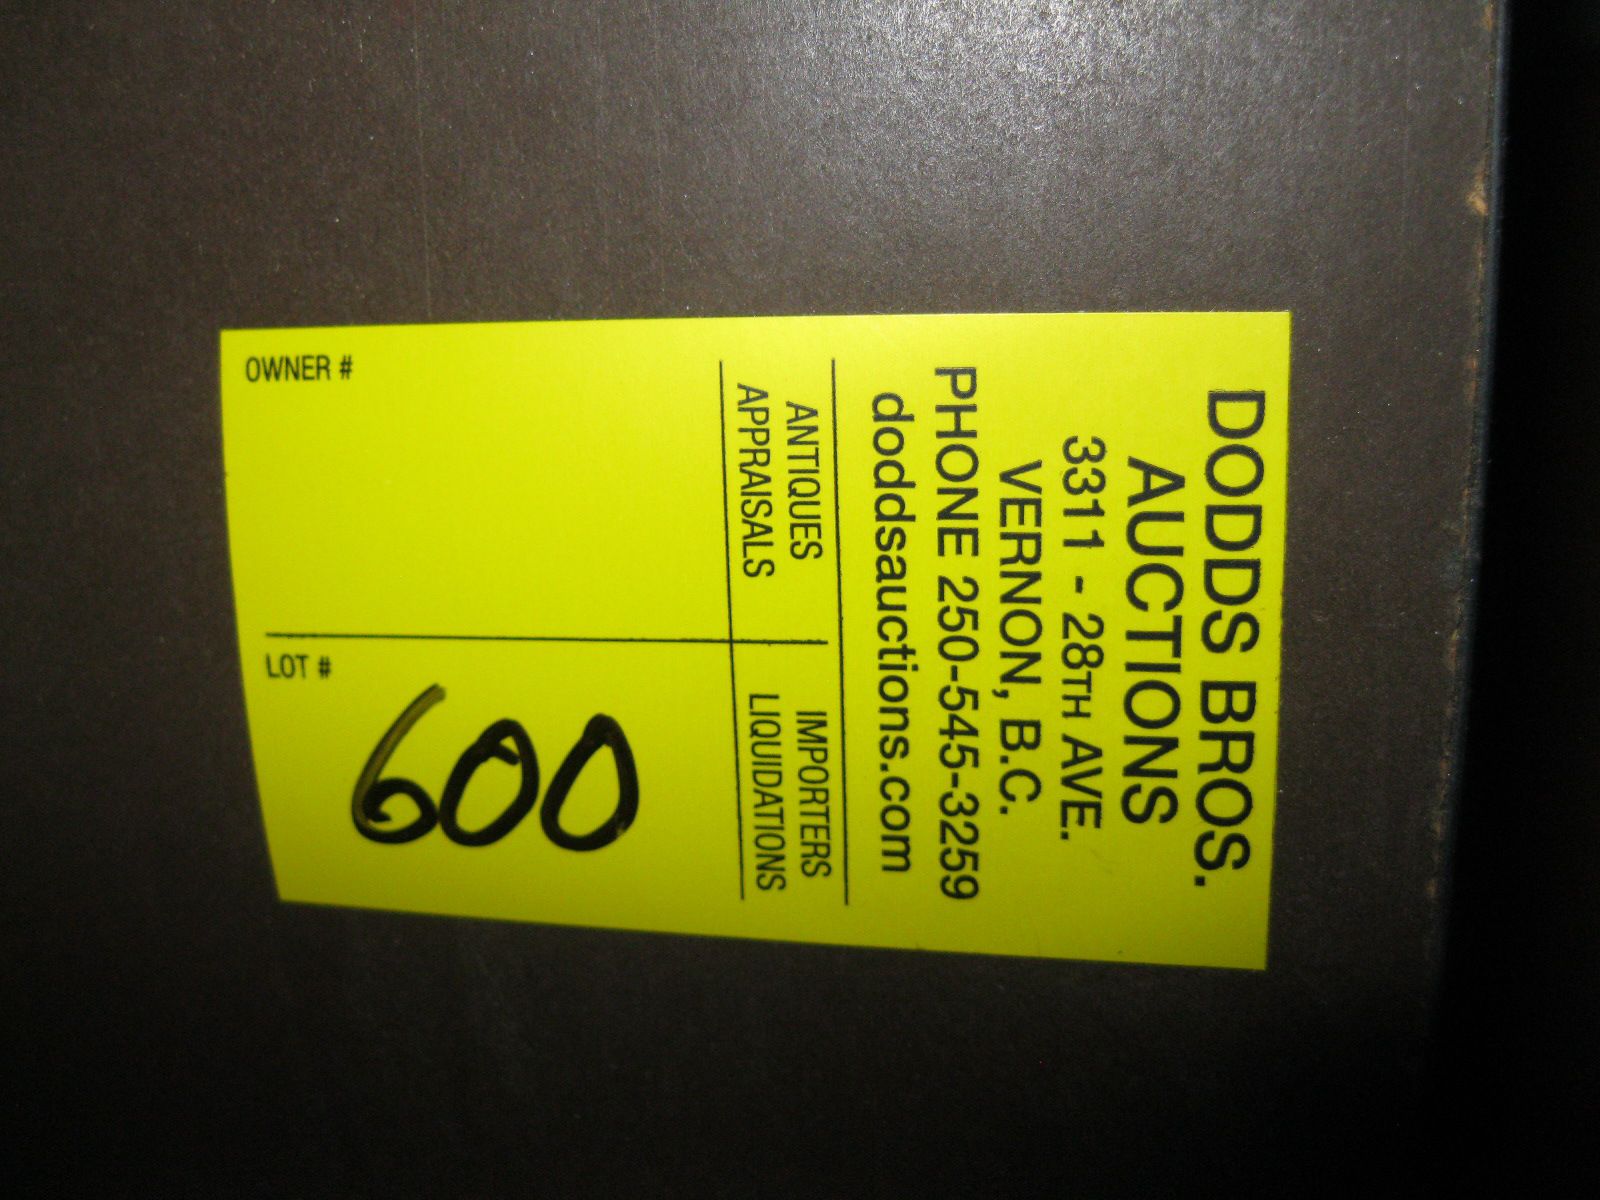 DODDS BROS.
AUCTIONS
3311 - 28TH AVE.
VERNON, B.C.
PHONE 250-545-3259
doddsauctions.com
ANTIQUES IMPORTERS
APPRAISALS LIQUIDATIONS
OWNER #
LOT #
600